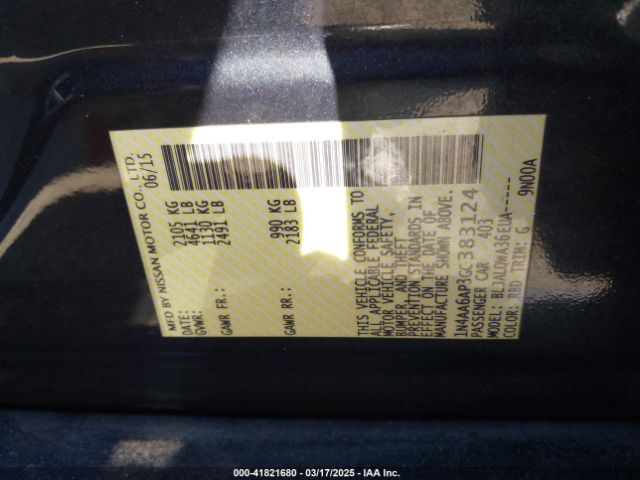 MFD BY NISSAN MOTOR CO., LTD.
DATE: 06/15
GVWR: 2105 KG
4641 LB
GAWR FR.: 1130 KG
2491 LB
GAWR RR.: 990 KG
2183 LB
THIS VEHICLE CONFORMS TO
ALL APPLICABLE FEDERAL
MOTOR VEHICLE SAFETY,
BUMPER, AND THEFT
PREVENTION STANDARDS IN
EFFECT ON THE DATE OF
MANUFACTURE SHOWN ABOVE.
1N4AA6AP3GC383124
PASSENGER CAR 403
MODEL:
COLOR: RBD TRIM: G 9N00A
00-41821680 - 03/17/2025 - IAA Inc.